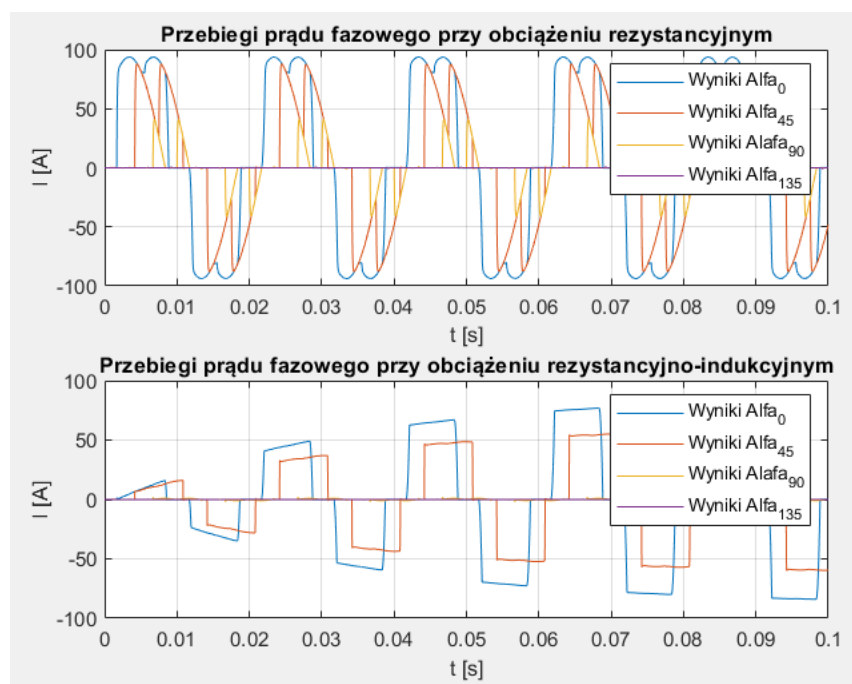 Przebiegi prądu fazowego przy obciążeniu rezystancyjnym
100
50
0
-50
-100
I [A]
Wyniki Alfa0
Wyniki Alfa45
Wyniki Alafa90
Wyniki Alfa135
0 0.01 0.02 0.03 0.04 0.05 0.06 0.07 0.08 0.09 0.1
t [s]
Przebiegi prądu fazowego przy obciążeniu rezystancyjno-indukcyjnym
100
50
0
-50
-100
I [A]
Wyniki Alfa0
Wyniki Alfa45
Wyniki Alafa90
Wyniki Alfa135
0 0.01 0.02 0.03 0.04 0.05 0.06 0.07 0.08 0.09 0.1
t [s]